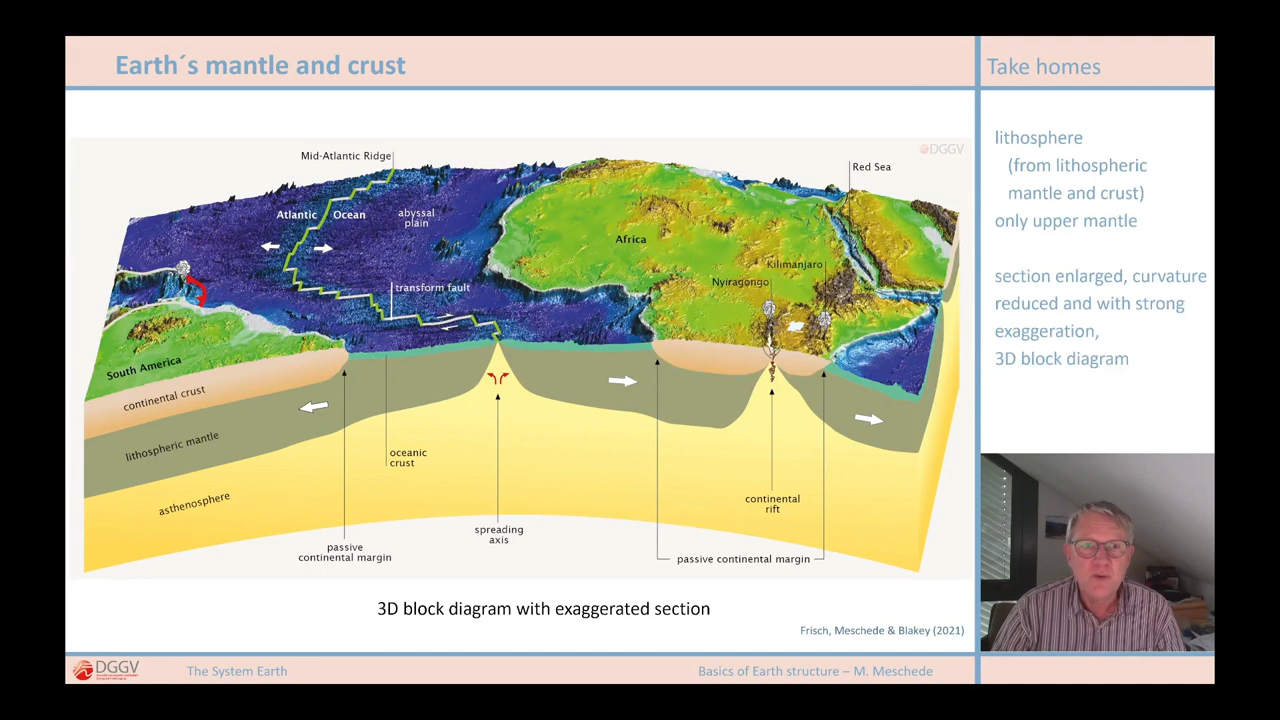 Earth´s mantle and crust
Take homes
lithosphere
(from lithospheric
mantle and crust)
only upper mantle
section enlarged, curvature
reduced and with strong
exaggeration,
3D block diagram
DGGV
Mid-Atlantic Ridge
Red Sea
Atlantic Ocean
abyssal
plain
Africa
Kilimanjaro
Nyiragongo
transform fault
South America
continental crust
lithospheric mantle
asthenosphere
oceanic
crust
spreading
axis
passive
continental margin
continental
rift
passive continental margin
3D block diagram with exaggerated section
Frisch, Meschede & Blakey (2021)
DGGV
The System Earth
Basics of Earth structure – M. Meschede